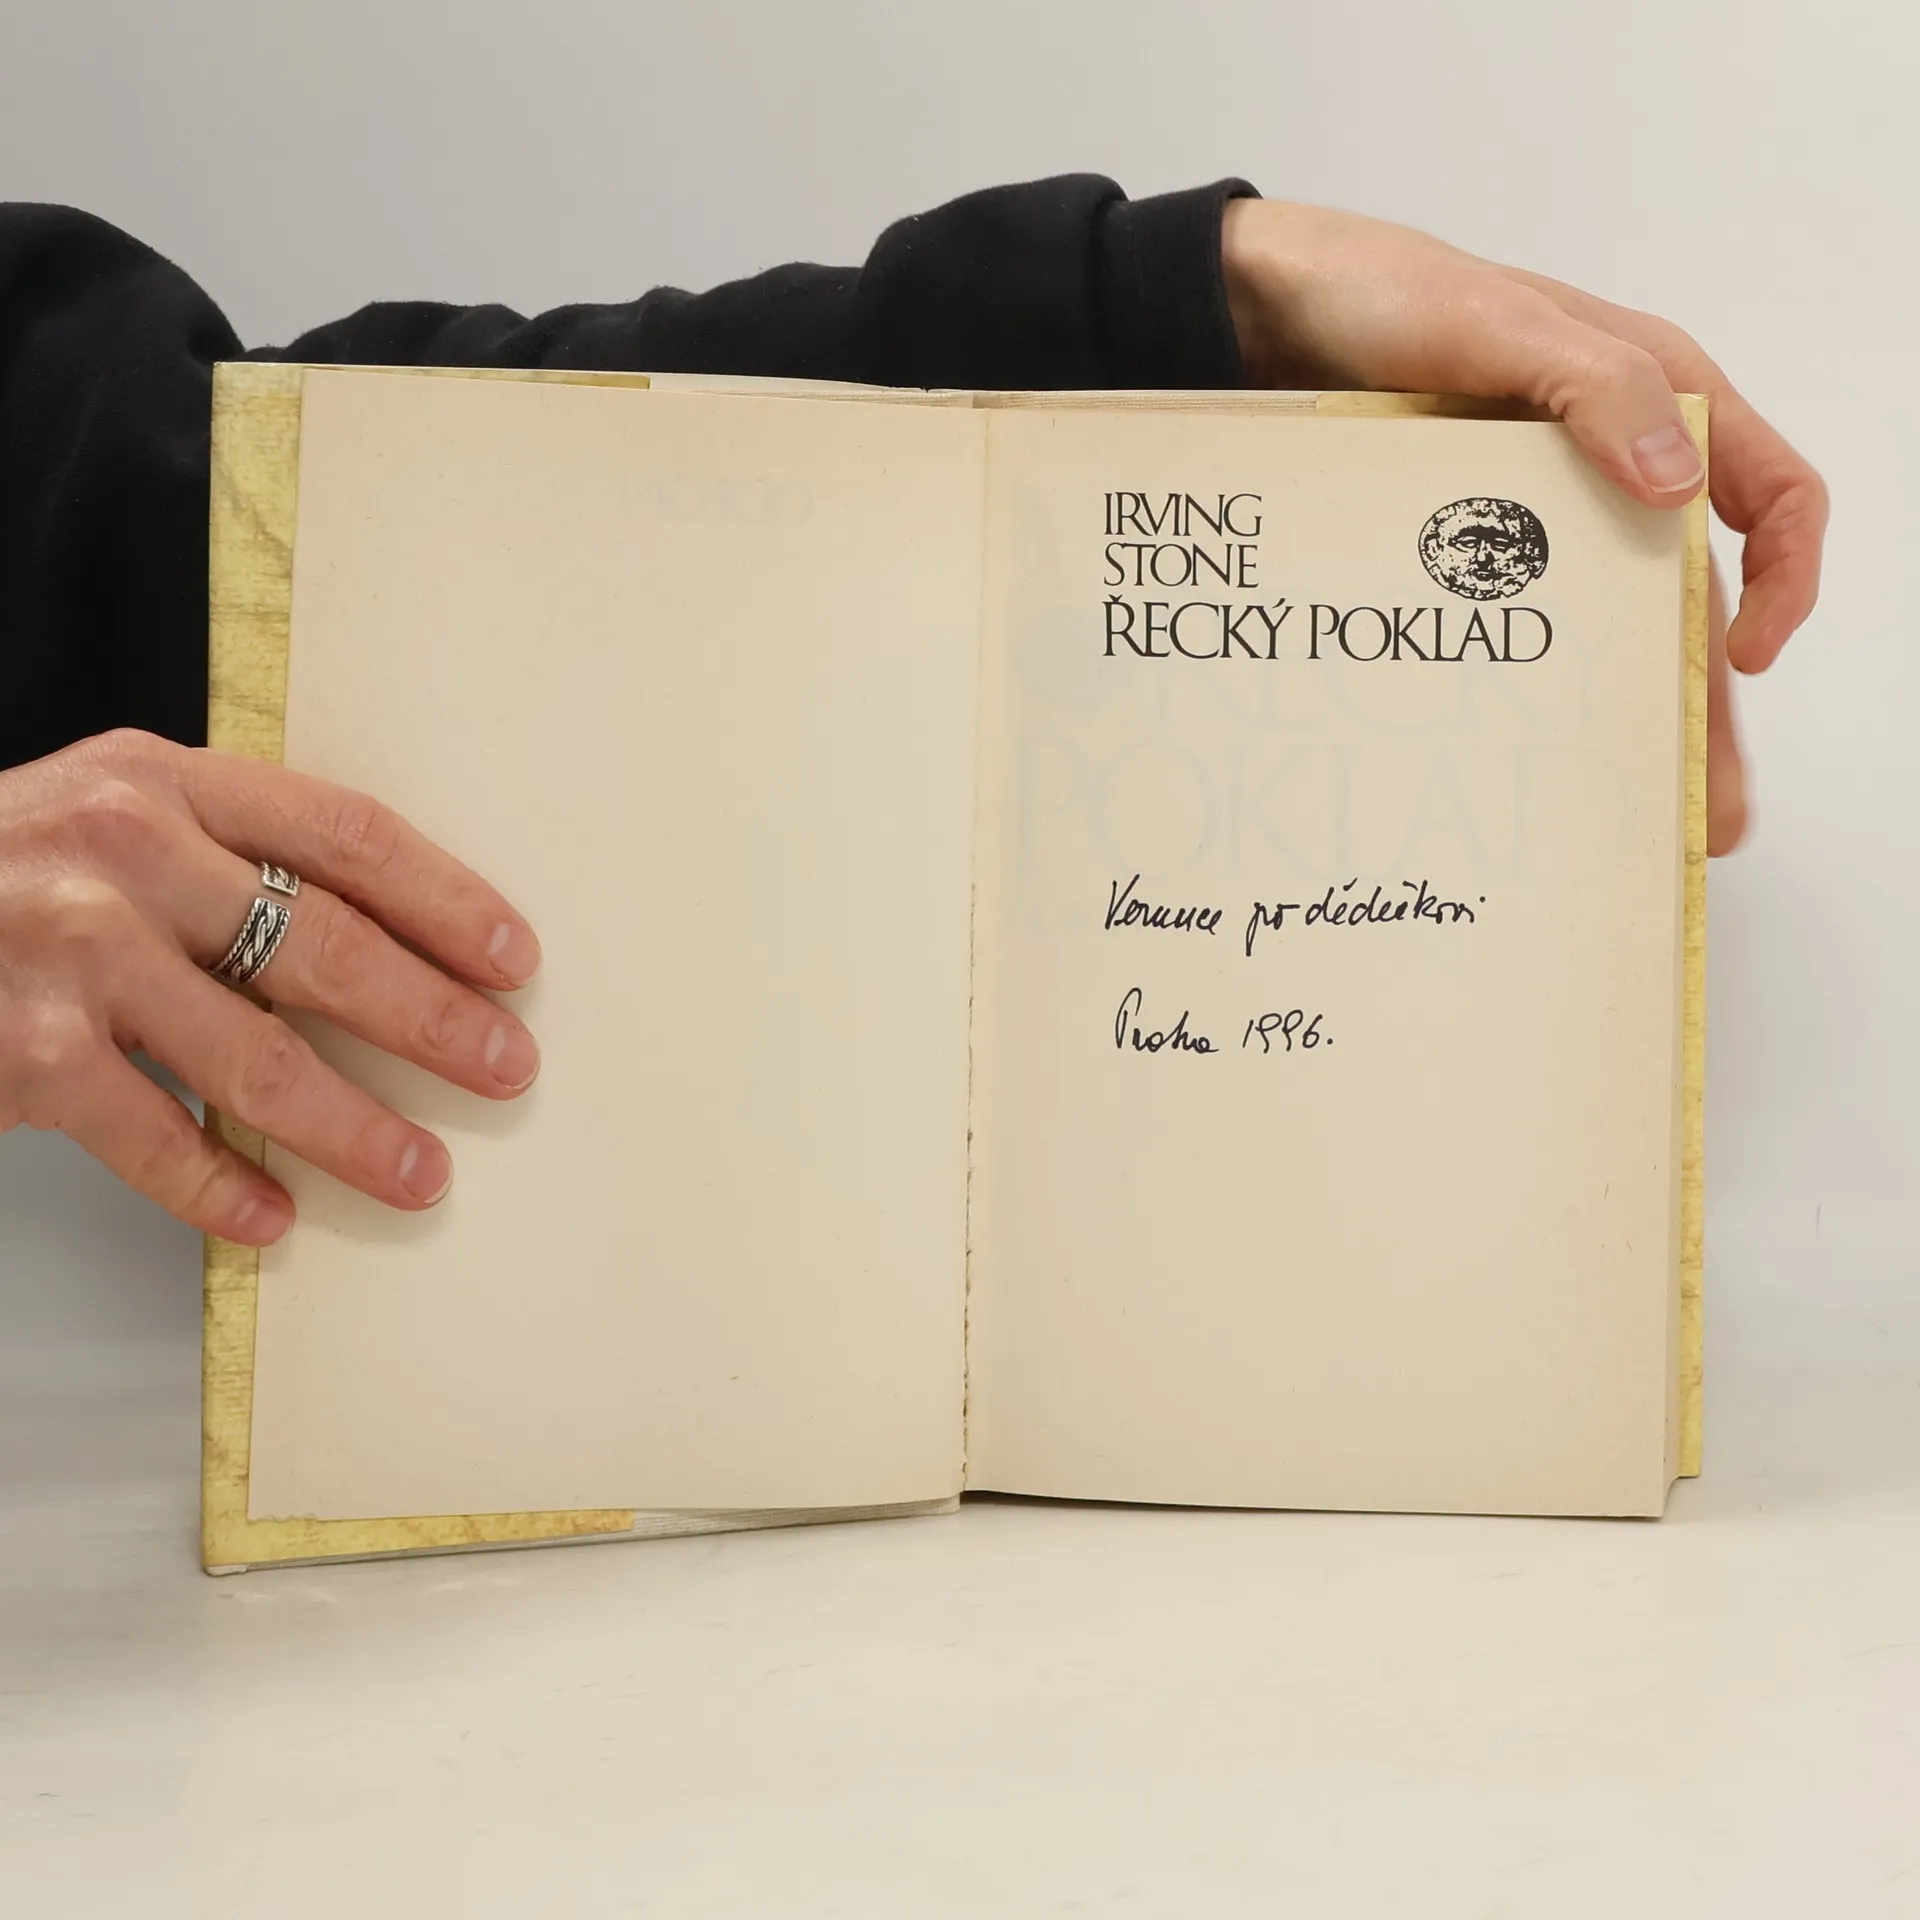 IRVING
STONE
ŘECKÝ POKLAD
Verunce po dědečkovi
Praha 1996.